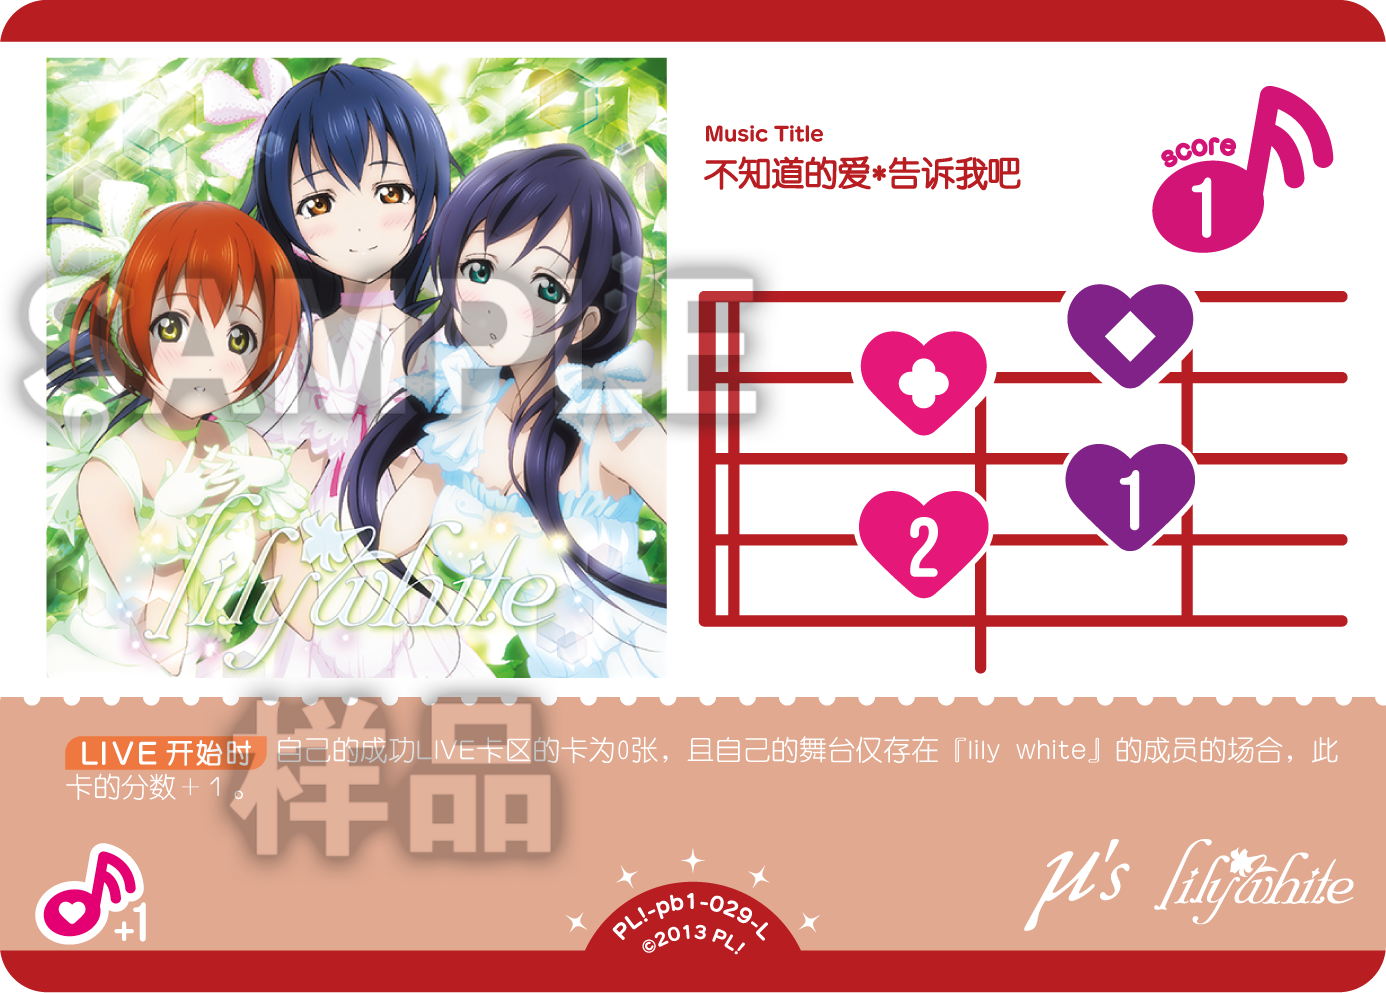 Music Title
不知道的爱*告诉我吧
score
1
2
1
lily white
SAMPLE
样品
LIVE 开始时 自己的成功LIVE卡区的卡为0张，且自己的舞台仅存在『lily white』的成员的场合，此
卡的分数＋1。
+1
PL!-pb1-029-L
©2013 PL!
μ's lily white